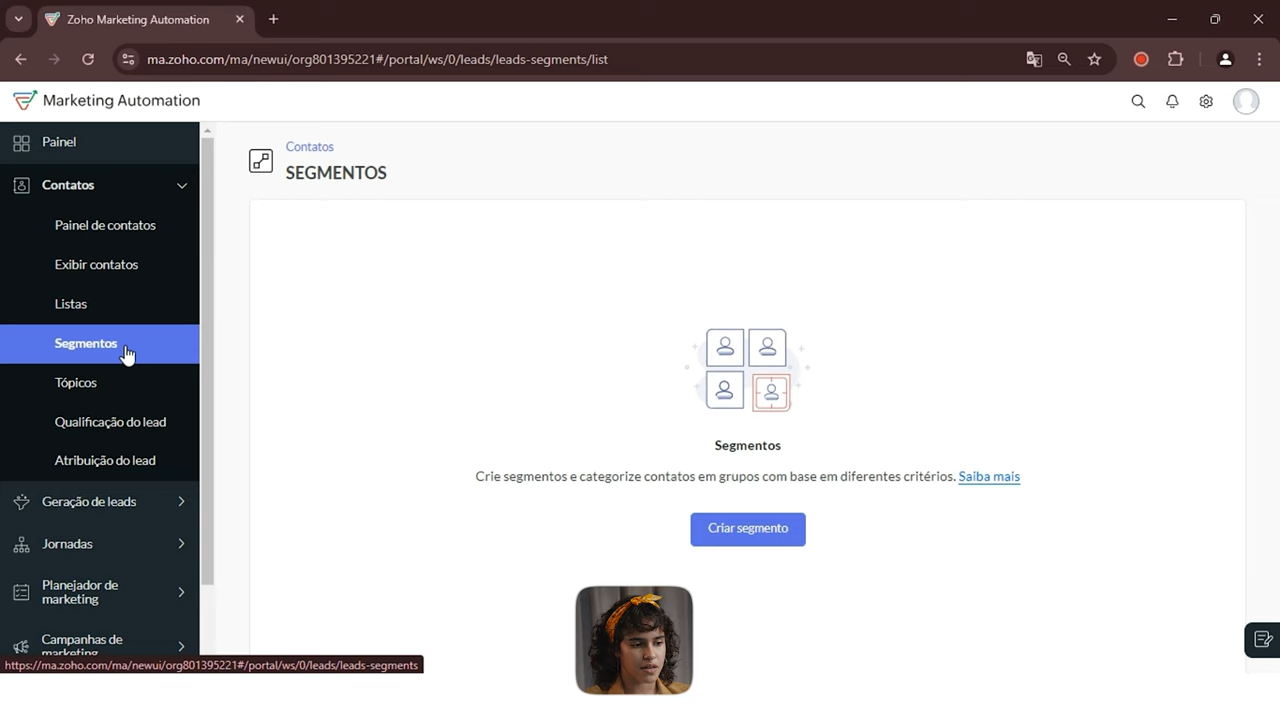 Zoho Marketing Automation
ma.zoho.com/ma/newui/org801395221#/portal/ws/0/leads/leads-segments/list
Marketing Automation
Painel
Contatos
Painel de contatos
Exibir contatos
Listas
Segmentos
Tópicos
Qualificação do lead
Atribuição do lead
Geração de leads
Jornadas
Planejador de
marketing
Campanhas de
marketing
https://ma.zoho.com/ma/newui/org801395221#/portal/ws/0/leads/leads-segments
Contatos
SEGMENTOS
Segmentos
Crie segmentos e categorize contatos em grupos com base em diferentes critérios. Saiba mais
Criar segmento